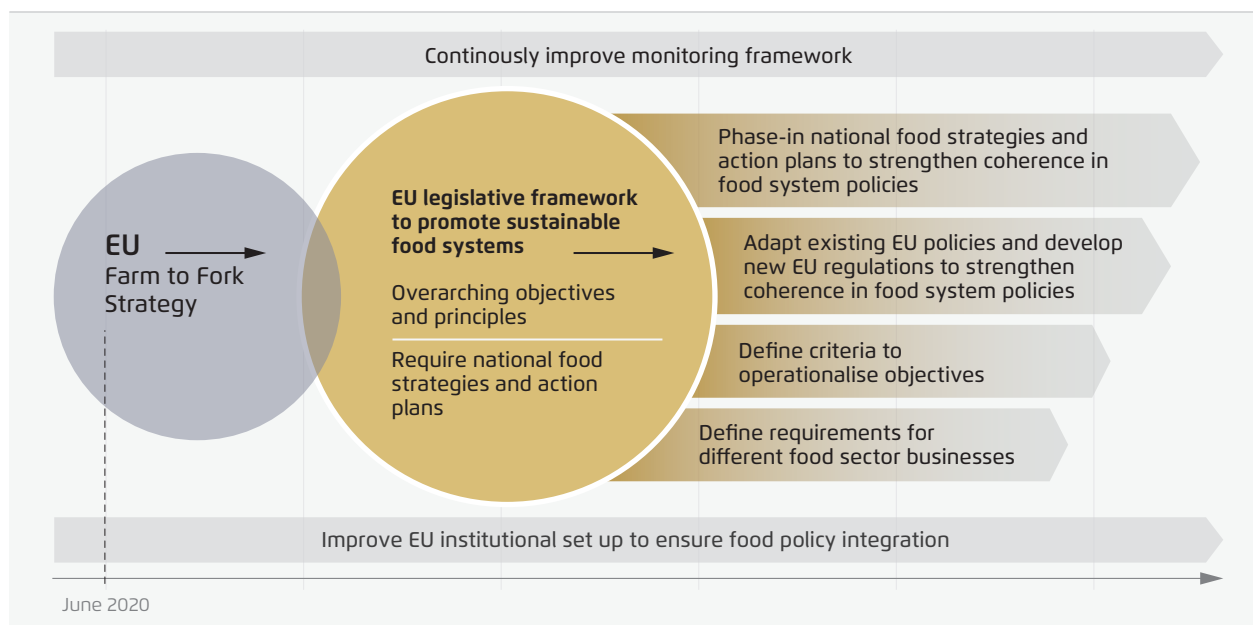 Continously improve monitoring framework
EU
Farm to Fork
Strategy
EU legislative framework
to promote sustainable
food systems
Overarching objectives
and principles
Require national food
strategies and action
plans
Phase-in national food strategies and
action plans to strengthen coherence in
food system policies
Adapt existing EU policies and develop
new EU regulations to strengthen
coherence in food system policies
Define criteria to
operationalise objectives
Define requirements for
different food sector businesses
Improve EU institutional set up to ensure food policy integration
June 2020